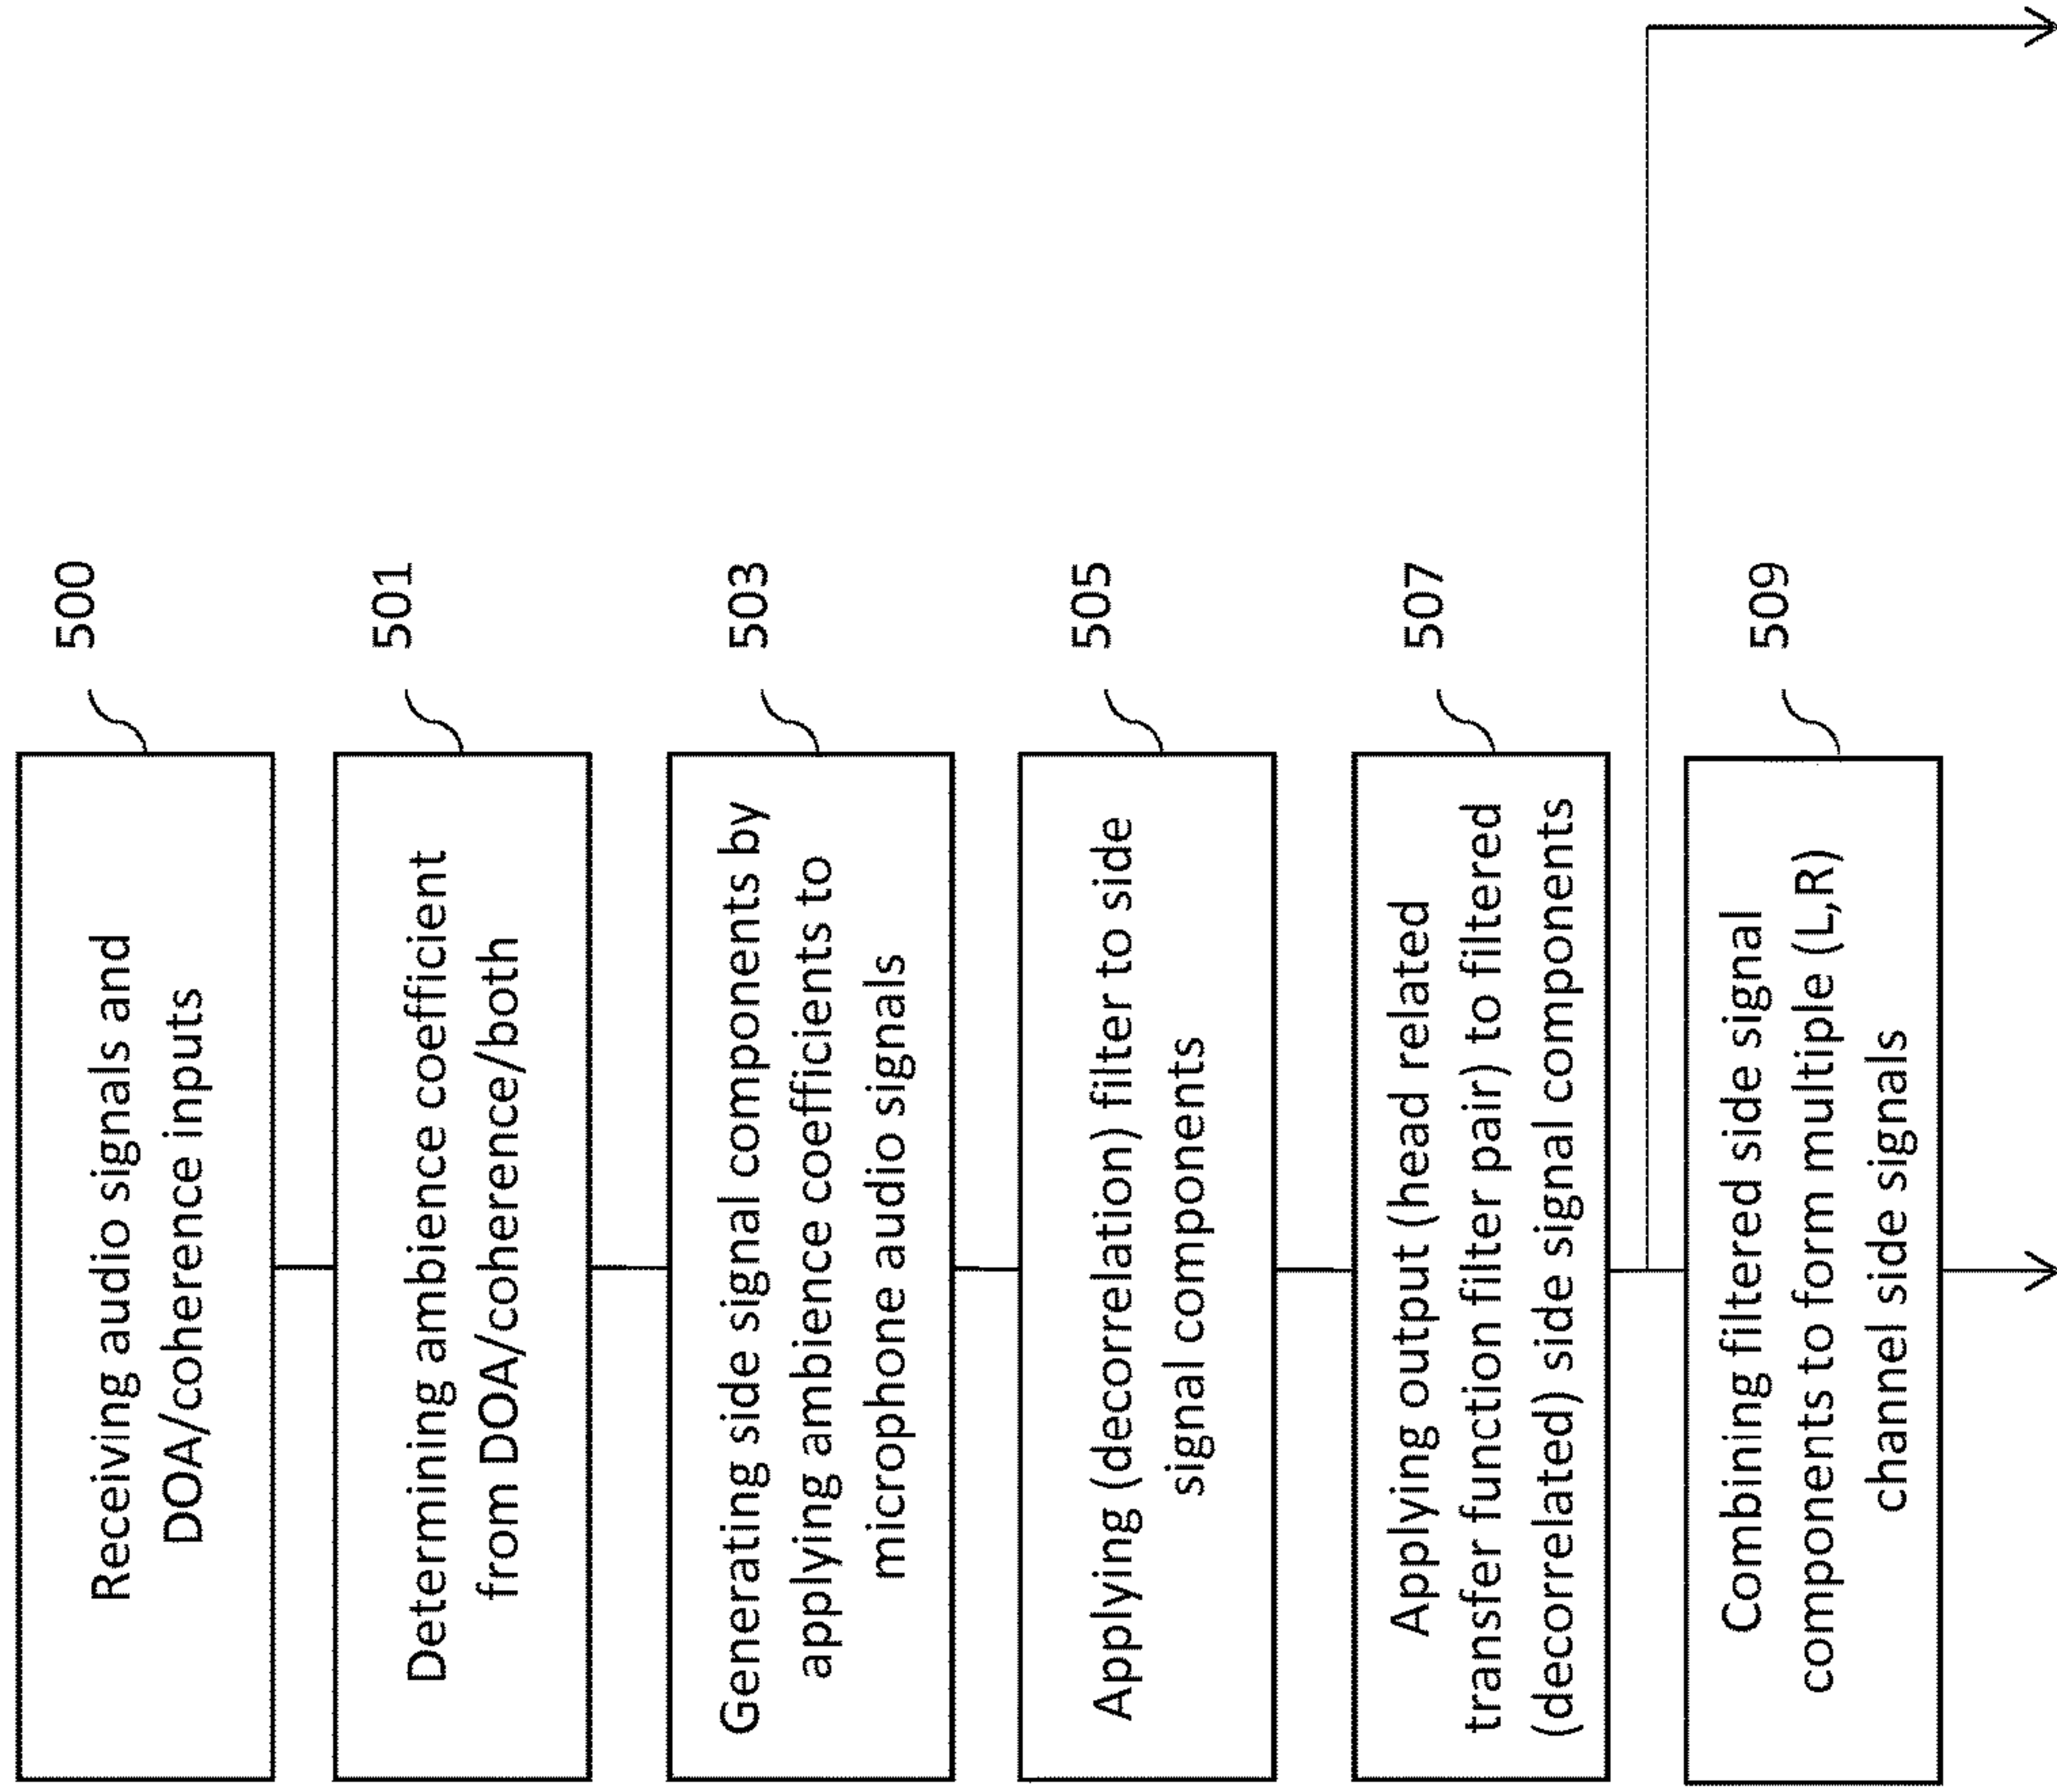 Receiving audio signals and
DOA/coherence inputs
500
Determining ambience coefficient
from DOA/coherence/both
501
Generating side signal components by
applying ambience coefficients to
microphone audio signals
503
Applying (decorrelation) filter to side
signal components
505
Applying output (head related
transfer function filter pair) to filtered
(decorrelated) side signal components
507
Combining filtered side signal
components to form multiple (L,R)
channel side signals
509